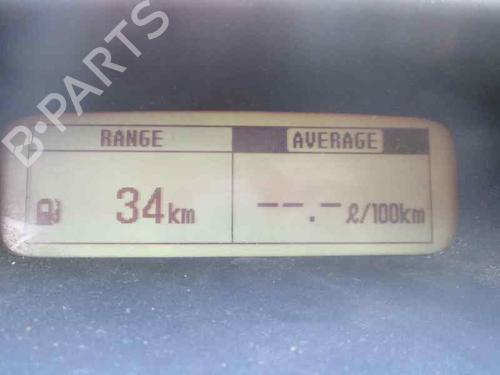 B-PARTS
RANGE AVERAGE
34km --.- ℓ/100km